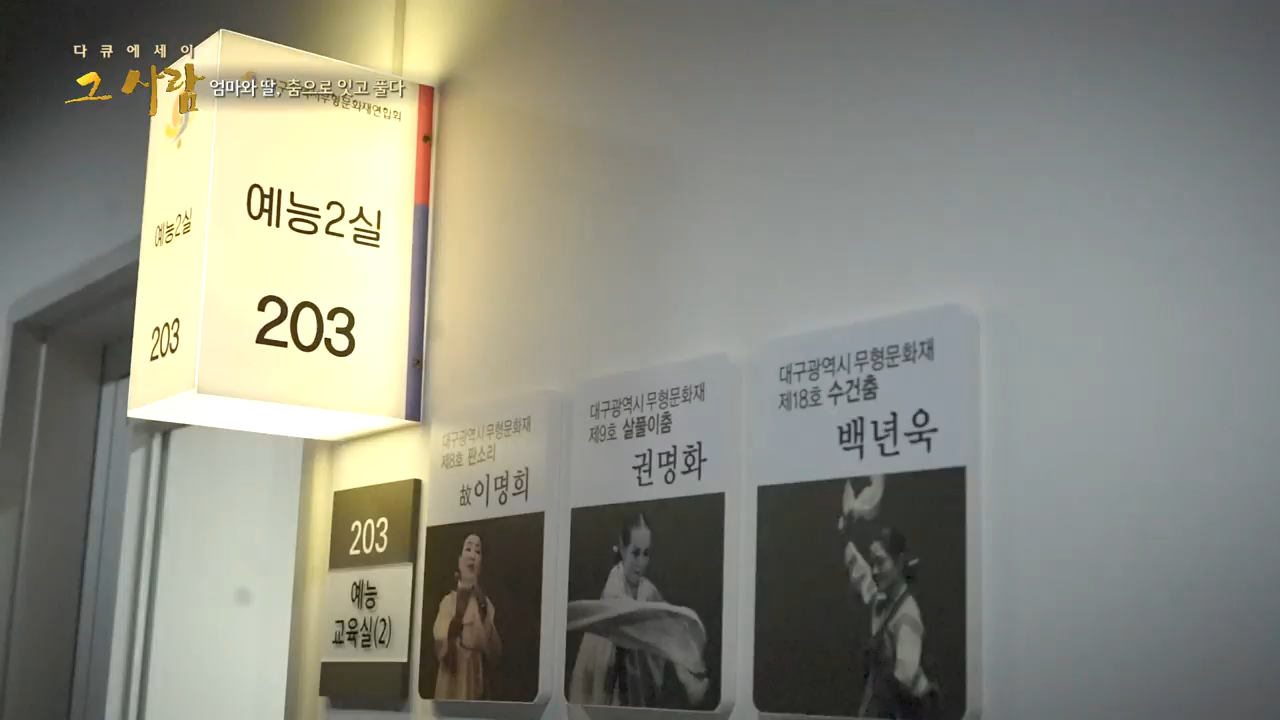 다큐에세이
그 사람 엄마와 딸, 춤으로 잇고 풀다
무형문화재연합회
예능2실
203
예능2실
203
203
예능
교육실(2)
대구광역시무형문화재
제8호 판소리
故이명희
대구광역시무형문화재
제9호 살풀이춤
권명화
대구광역시무형문화재
제18호 수건춤
백년욱